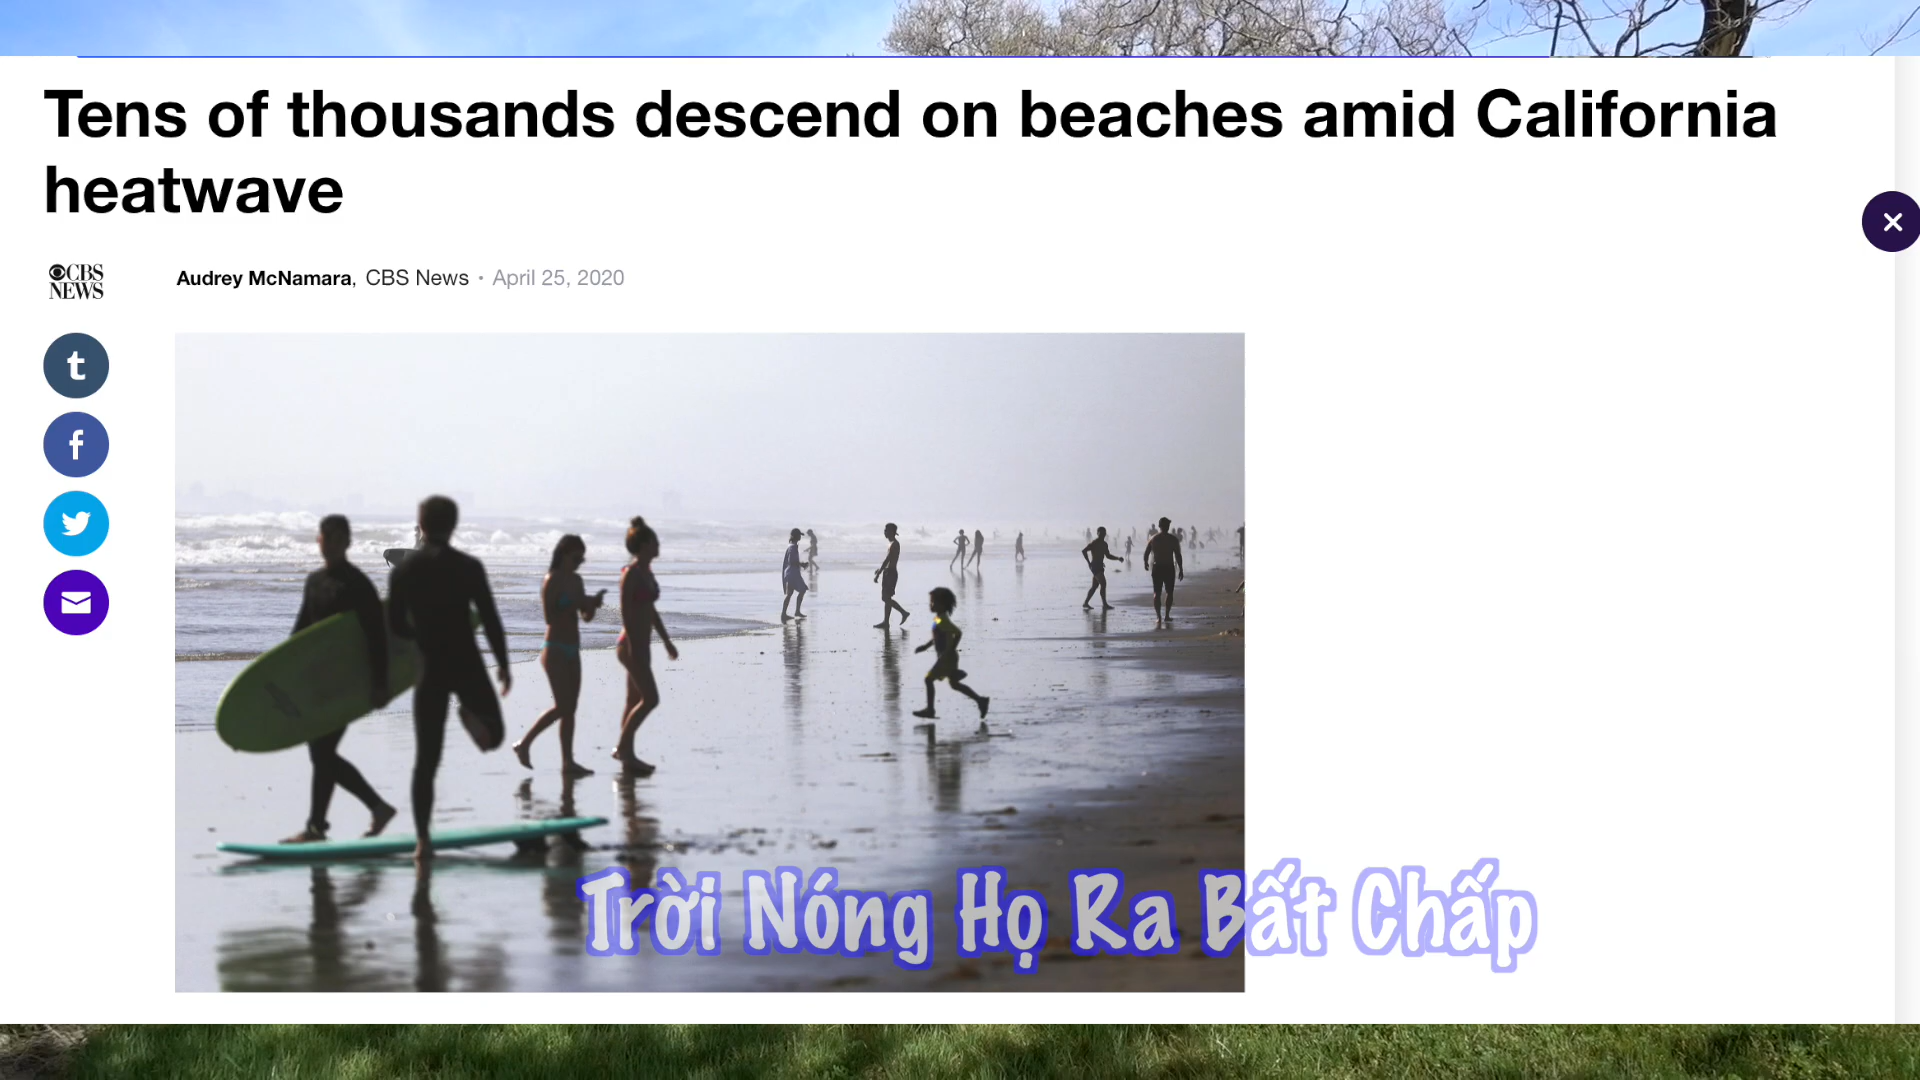 Tens of thousands descend on beaches amid California
heatwave
CBS
NEWS
Audrey McNamara, CBS News · April 25, 2020
Trời Nóng Họ Ra Bất Chấp